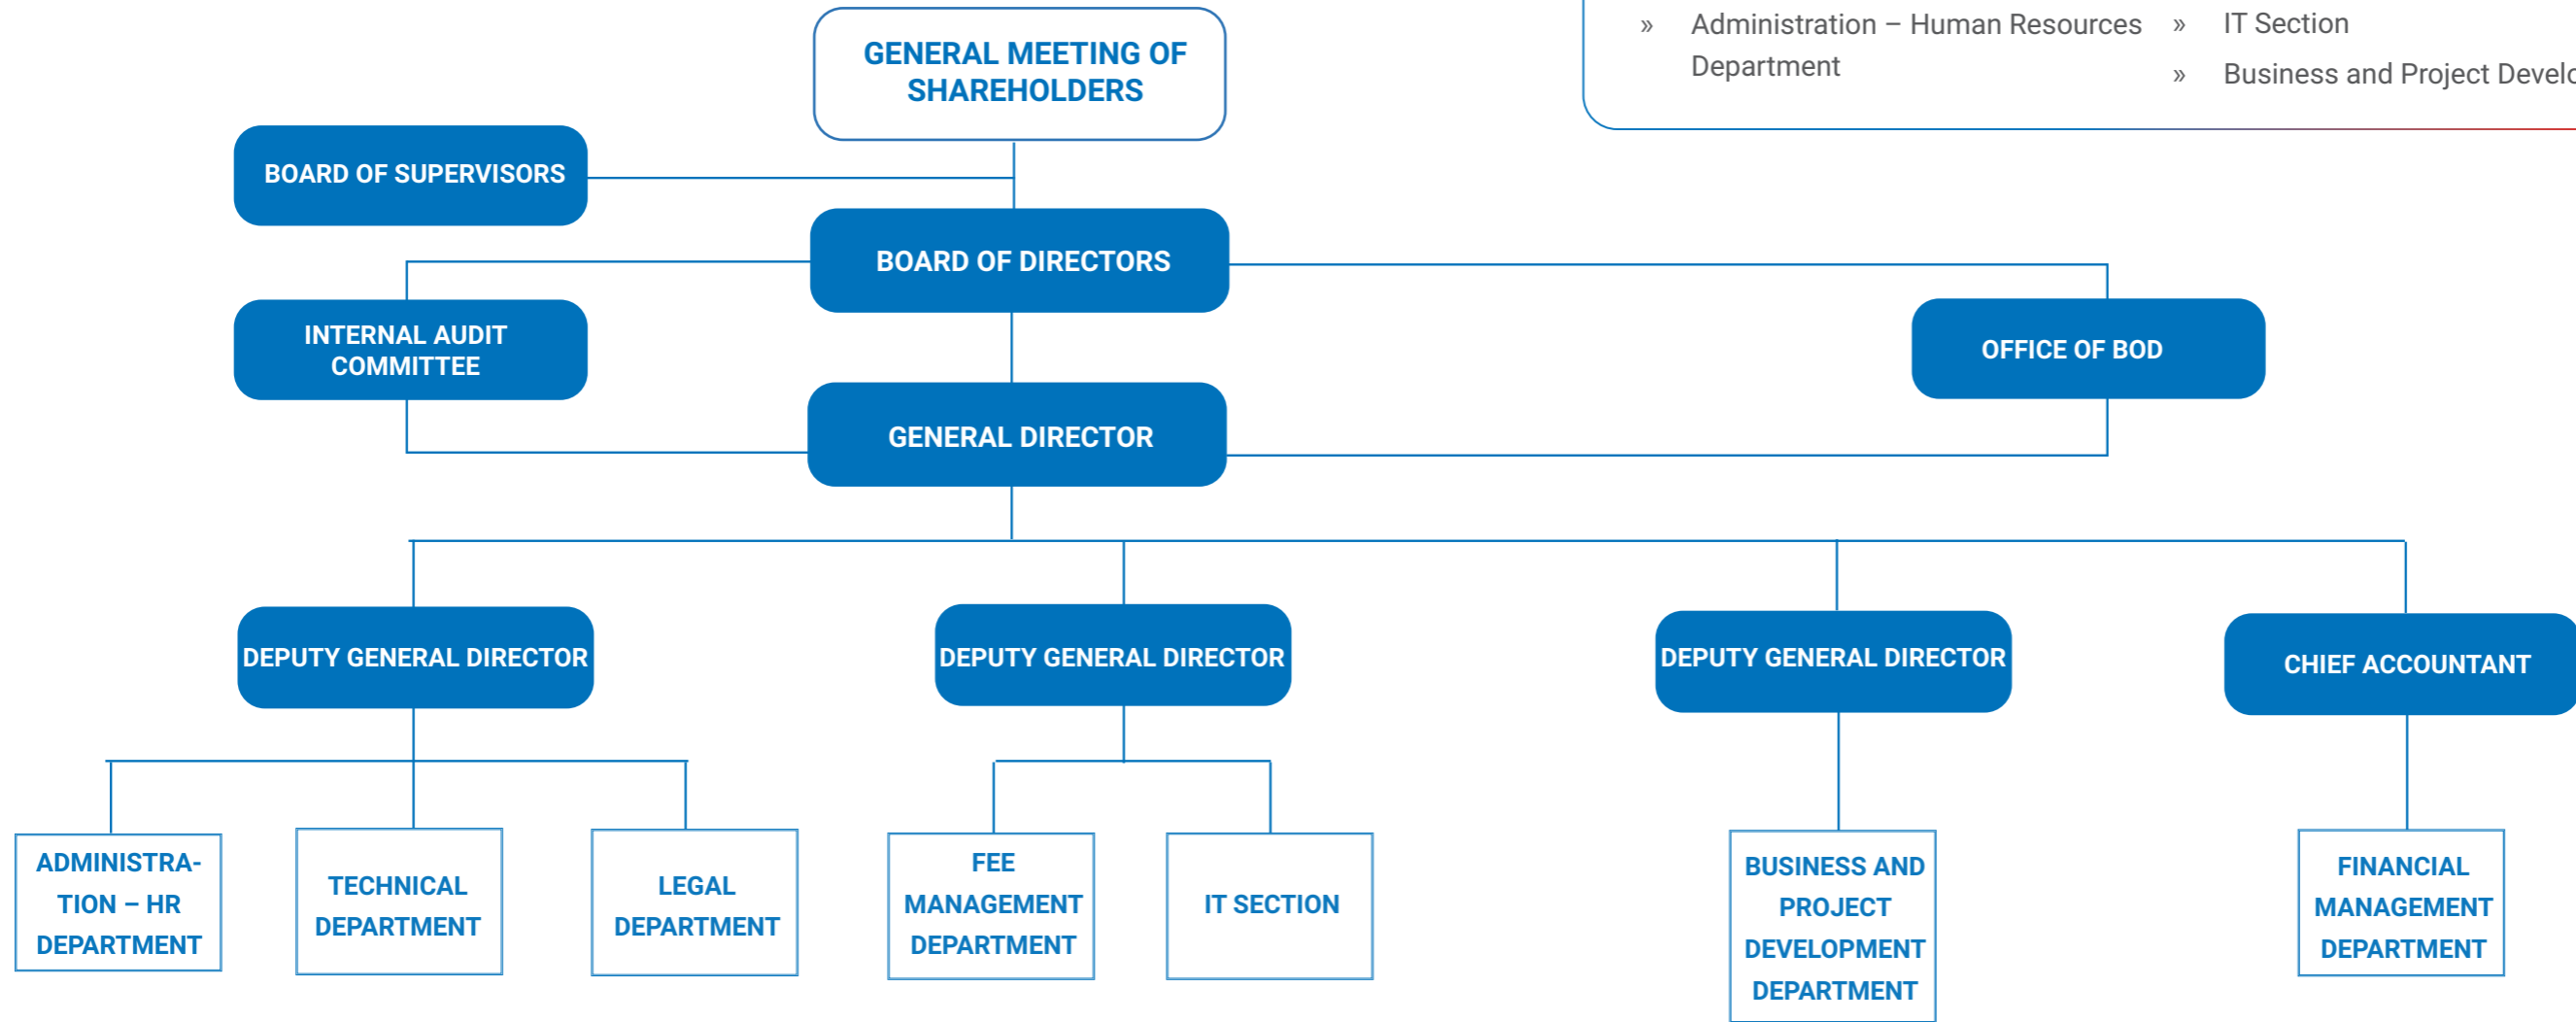 » Administration – Human Resources
Department
» IT Section
» Business and Project
GENERAL MEETING OF
SHAREHOLDERS
BOARD OF SUPERVISORS
BOARD OF DIRECTORS
INTERNAL AUDIT
COMMITTEE
OFFICE OF BOD
GENERAL DIRECTOR
DEPUTY GENERAL DIRECTOR
DEPUTY GENERAL DIRECTOR
DEPUTY GENERAL DIRECTOR
CHIEF ACCOUNTANT
ADMINISTRA-
TION – HR
DEPARTMENT
TECHNICAL
DEPARTMENT
LEGAL
DEPARTMENT
FEE
MANAGEMENT
DEPARTMENT
IT SECTION
BUSINESS AND
PROJECT
DEVELOPMENT
DEPARTMENT
FINANCIAL
MANAGEMENT
DEPARTMENT